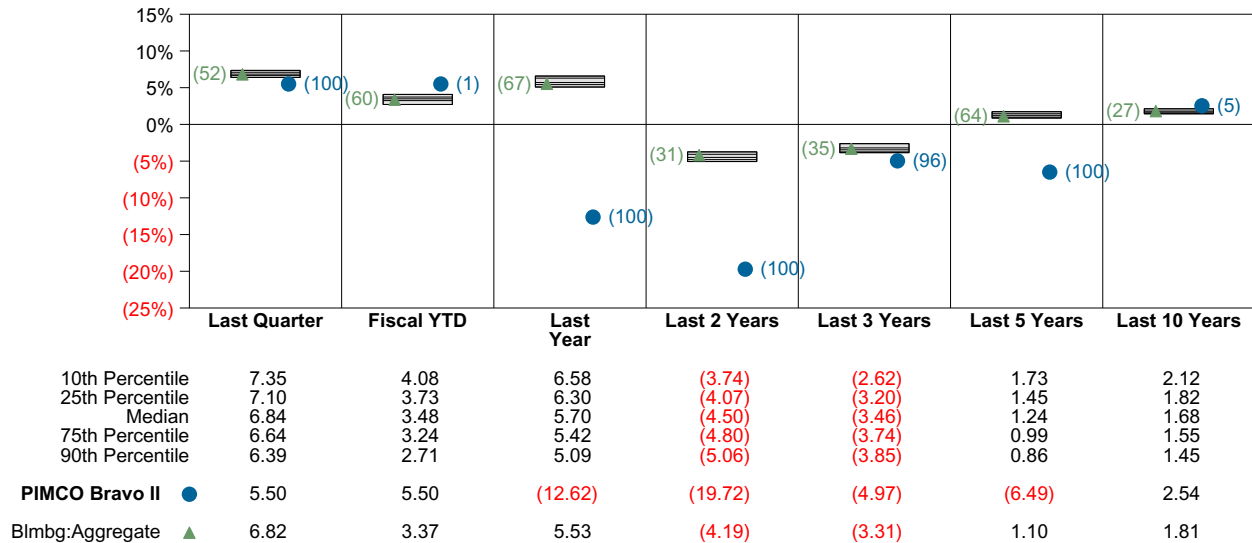 15%
10%
5%
0%
(5%)
(10%)
(15%)
(20%)
(25%)
(52)
(100)
(60)
(1)
(67)
(100)
(31)
(100)
(35)
(96)
(64)
(100)
(27)
(5)
Last Quarter Fiscal YTD Last Year Last 2 Years Last 3 Years Last 5 Years Last 10 Years
10th Percentile 7.35 4.08 6.58 (3.74) (2.62) 1.73 2.12
25th Percentile 7.10 3.73 6.30 (4.07) (3.20) 1.45 1.82
Median 6.84 3.48 5.70 (4.50) (3.46) 1.24 1.68
75th Percentile 6.64 3.24 5.42 (4.80) (3.74) 0.99 1.55
90th Percentile 6.39 2.71 5.09 (5.06) (3.85) 0.86 1.45
PIMCO Bravo II 5.50 5.50 (12.62) (19.72) (4.97) (6.49) 2.54
Blmbg:Aggregate 6.82 3.37 5.53 (4.19) (3.31) 1.10 1.81